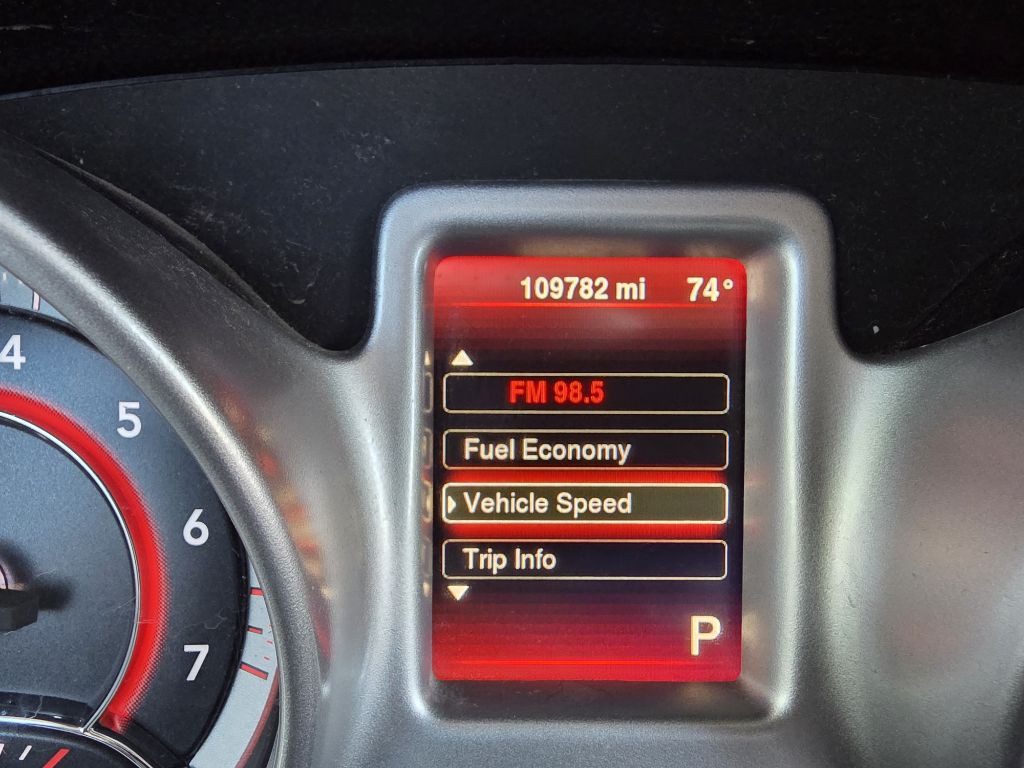 109782 mi 74°
FM 98.5
Fuel Economy
Vehicle Speed
Trip Info
P
4
5
6
7